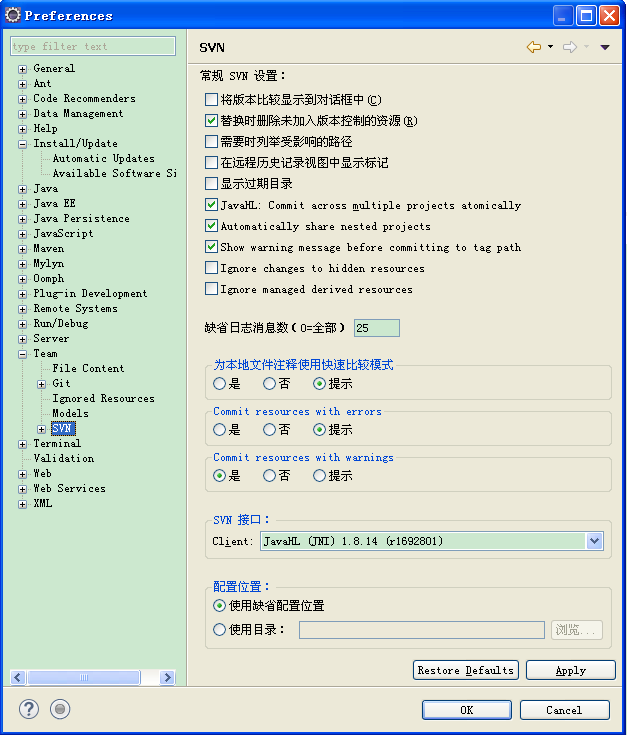 Preferences
type filter text
General
Ant
Code Recommenders
Data Management
Help
Install/Update
Automatic Updates
Available Software Si
Java
Java EE
Java Persistence
JavaScript
Maven
Mylyn
Oomph
Plug-in Development
Remote Systems
Run/Debug
Server
Team
File Content
Git
Ignored Resources
Models
SVN
Terminal
Validation
Web
Web Services
XML
SVN
常规 SVN 设置：
将版本比较显示到对话框中(C)
替换时删除未加入版本控制的资源(R)
需要时列举受影响的路径
在远程历史记录视图中显示标记
显示过期目录
JavaHL: Commit across multiple projects atomically
Automatically share nested projects
Show warning message before committing to tag path
Ignore changes to hidden resources
Ignore managed derived resources
缺省日志消息数（0=全部） 25
为本地文件注释使用快速比较模式
是 否 提示
Commit resources with errors
是 否 提示
Commit resources with warnings
是 否 提示
SVN 接口：
Client: JavaHL (JNI) 1.8.14 (r1692801)
配置位置：
使用缺省配置位置
使用目录： 浏览...
Restore Defaults Apply
OK Cancel